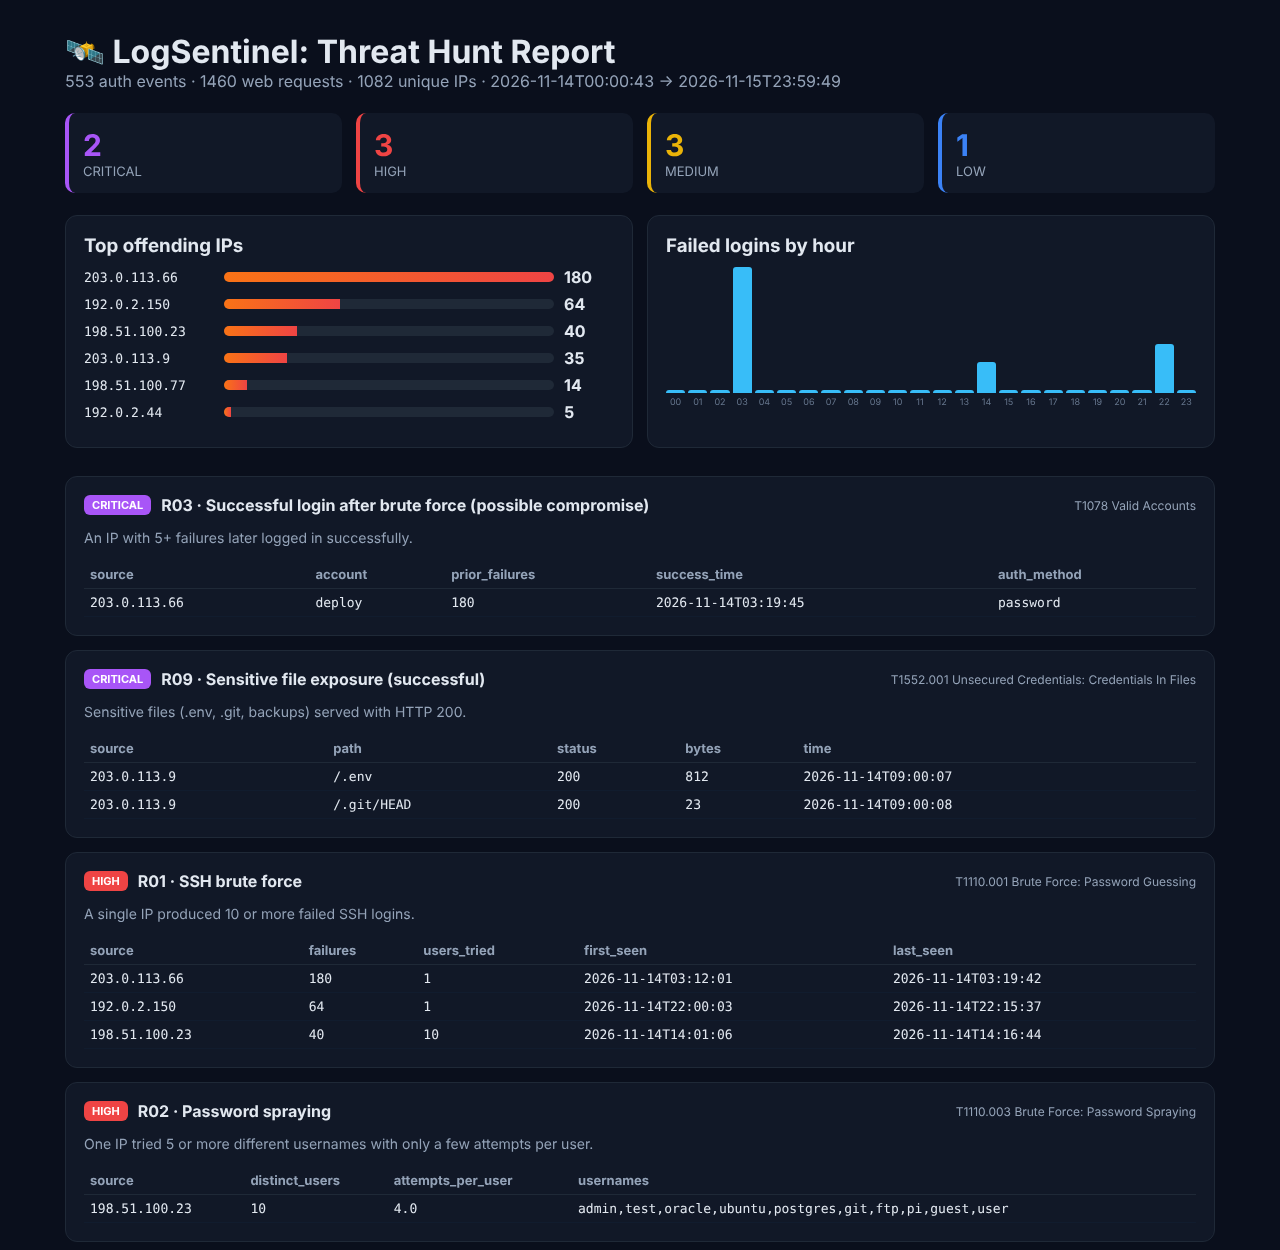 LogSentinel: Threat Hunt Report
553 auth events · 1460 web requests · 1082 unique IPs · 2026-11-14T00:00:43 → 2026-11-15T23:59:49
2
CRITICAL
3
HIGH
3
MEDIUM
1
LOW
Top offending IPs
203.0.113.66 180
192.0.2.150 64
198.51.100.23 40
203.0.113.9 35
198.51.100.77 14
192.0.2.44 5
Failed logins by hour
00 01 02 03 04 05 06 07 08 09 10 11 12 13 14 15 16 17 18 19 20 21 22 23
CRITICAL R03 · Successful login after brute force (possible compromise) T1078 Valid Accounts
An IP with 5+ failures later logged in successfully.
source account prior_failures success_time auth_method
203.0.113.66 deploy 180 2026-11-14T03:19:45 password
CRITICAL R09 · Sensitive file exposure (successful) T1552.001 Unsecured Credentials: Credentials In Files
Sensitive files (.env, .git, backups) served with HTTP 200.
source path status bytes time
203.0.113.9 /.env 200 812 2026-11-14T09:00:07
203.0.113.9 /.git/HEAD 200 23 2026-11-14T09:00:08
HIGH R01 · SSH brute force T1110.001 Brute Force: Password Guessing
A single IP produced 10 or more failed SSH logins.
source failures users_tried first_seen last_seen
203.0.113.66 180 1 2026-11-14T03:12:01 2026-11-14T03:19:42
192.0.2.150 64 1 2026-11-14T22:00:03 2026-11-14T22:15:37
198.51.100.23 40 10 2026-11-14T14:01:06 2026-11-14T14:16:44
HIGH R02 · Password spraying T1110.003 Brute Force: Password Spraying
One IP tried 5 or more different usernames with only a few attempts per user.
source distinct_users attempts_per_user usernames
198.51.100.23 10 4.0 admin,test,oracle,ubuntu,postgres,git,ftp,pi,guest,user